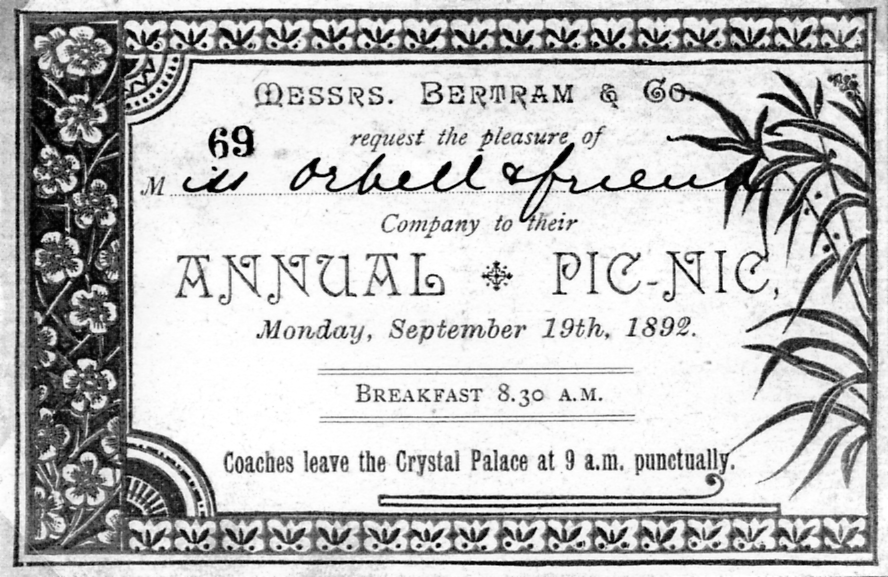 MESSRS. BERTRAM & CO.
69
request the pleasure of
Miss Orbell & friend
Company to their
ANNUAL PIC-NIC,
Monday, September 19th, 1892.
BREAKFAST 8.30 A.M.
Coaches leave the Crystal Palace at 9 a.m. punctually.